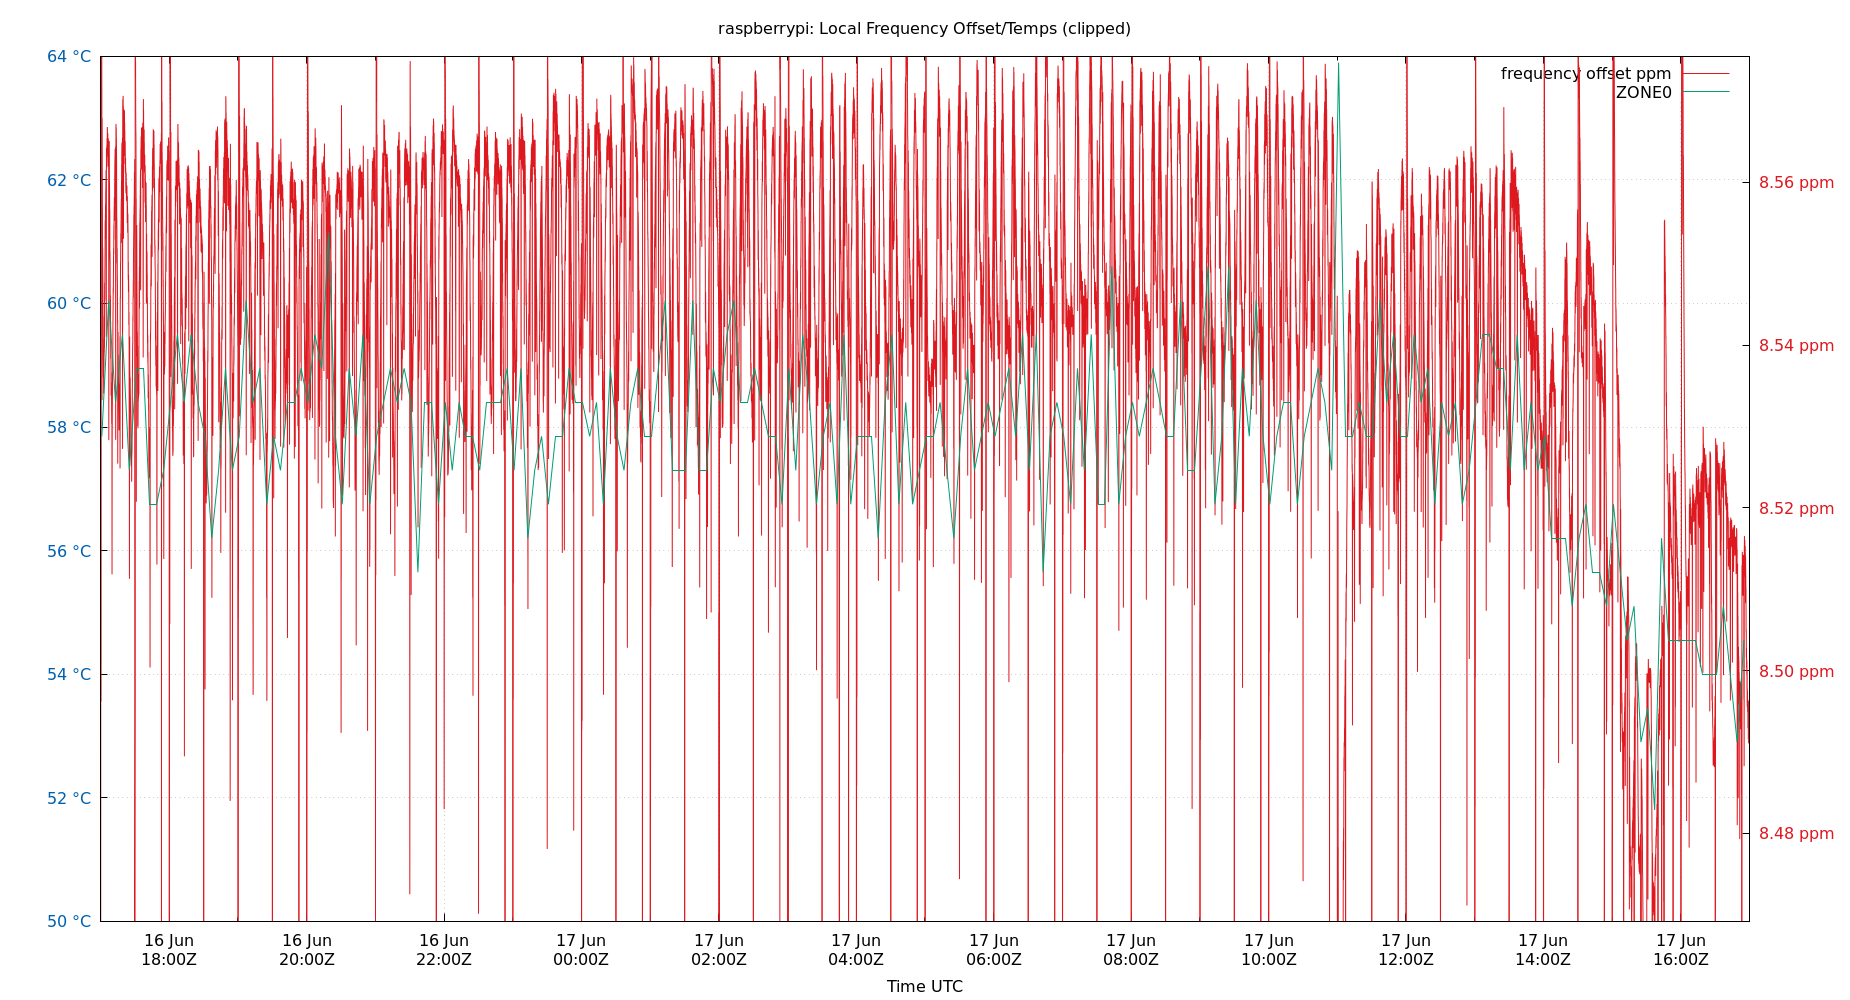 raspberrypi: Local Frequency Offset/Temps (clipped)
64 °C
62 °C
60 °C
58 °C
56 °C
54 °C
52 °C
50 °C
frequency offset ppm
ZONE0
8.56 ppm
8.54 ppm
8.52 ppm
8.50 ppm
8.48 ppm
16 Jun 18:00Z
16 Jun 20:00Z
16 Jun 22:00Z
17 Jun 00:00Z
17 Jun 02:00Z
17 Jun 04:00Z
17 Jun 06:00Z
17 Jun 08:00Z
17 Jun 10:00Z
17 Jun 12:00Z
17 Jun 14:00Z
17 Jun 16:00Z
Time UTC